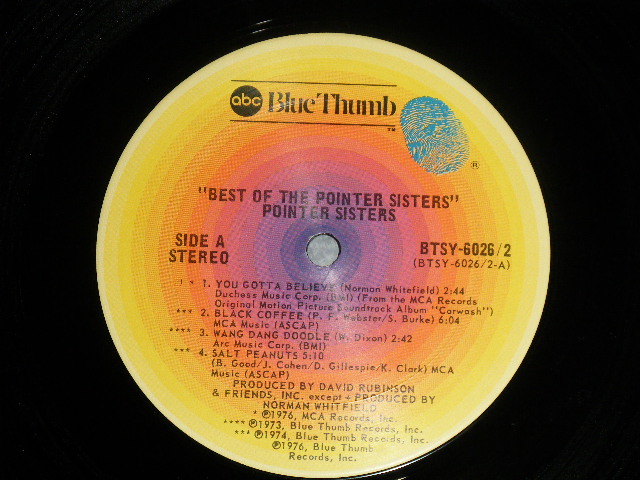 abc Blue Thumb
TM
®
"BEST OF THE POINTER SISTERS"
POINTER SISTERS
SIDE A
STEREO
BTSY-6026/2
(BTSY-6026/2-A)
* 1. YOU GOTTA BELIEVE (Norman Whitefield) 2:44
Duchess Music Corp. (BMI) (From the MCA Records
Original Motion Picture Soundtrack Album "Carwash")
*** 2. BLACK COFFEE (P. F. Webster/S. Burke) 6:04
MCA Music (ASCAP)
**** 3. WANG DANG DOODLE (W. Dixon) 2:42
Arc Music Corp. (BMI)
*** 4. SALT PEANUTS 5:10
(B. Good/J. Cohen/D. Gillespie/K. Clark) MCA
Music (ASCAP)
PRODUCED BY DAVID RUBINSON
& FRIENDS, INC. except + PRODUCED BY
NORMAN WHITFIELD
* ℗1976, MCA Records, Inc.
**** ℗1973, Blue Thumb Records, Inc.
*** ℗1974, Blue Thumb Records, Inc.
℗1976, Blue Thumb
Records, Inc.